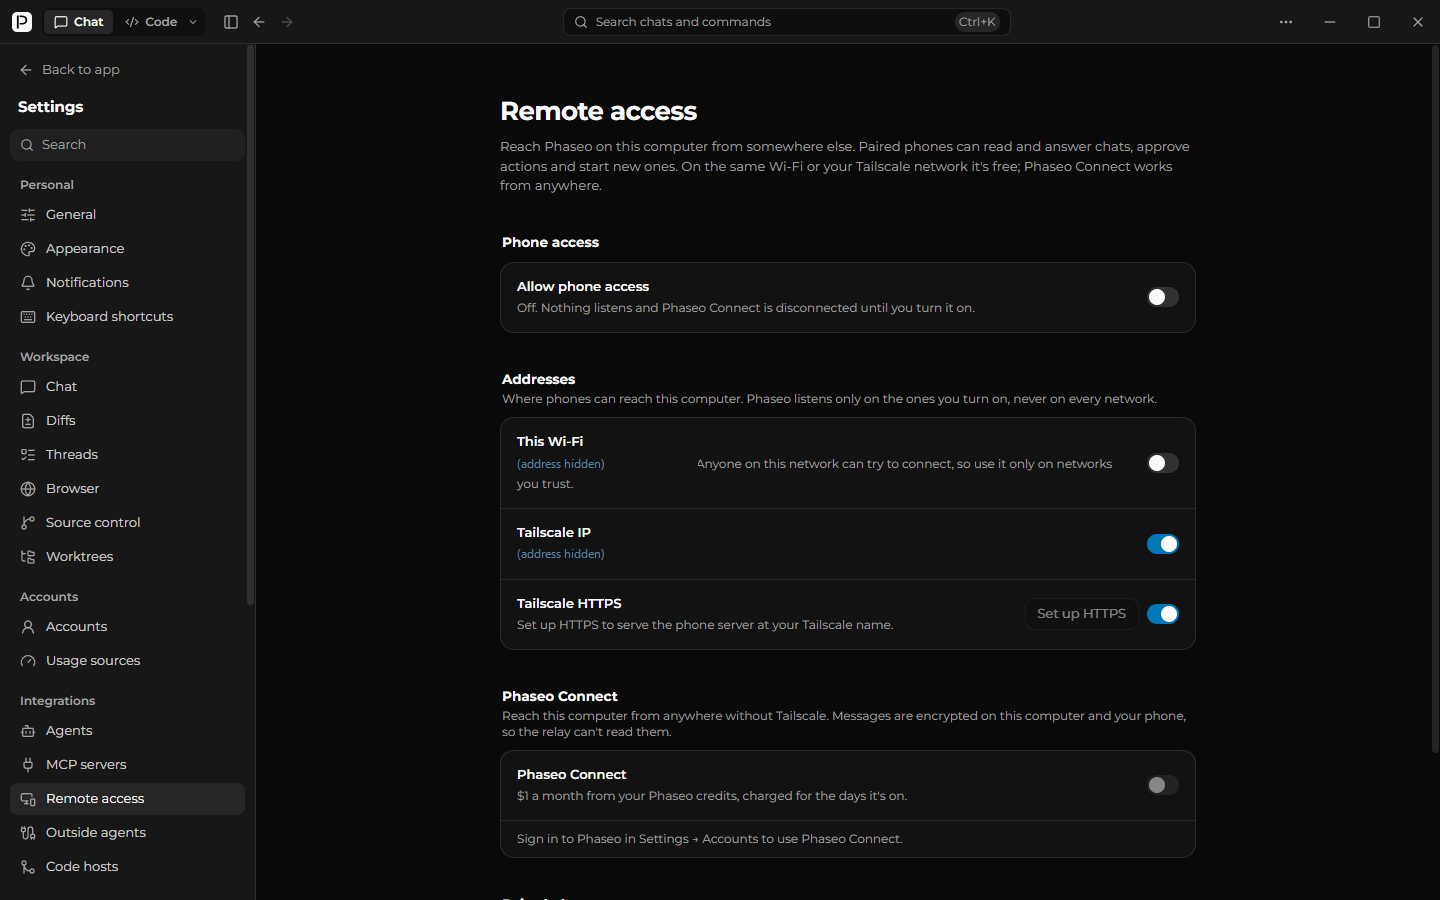 P Chat Code Search chats and commands Ctrl+K
Back to app
Settings
Search
Personal
General
Appearance
Notifications
Keyboard shortcuts
Workspace
Chat
Diffs
Threads
Browser
Source control
Worktrees
Accounts
Accounts
Usage sources
Integrations
Agents
MCP servers
Remote access
Outside agents
Code hosts
Remote access
Reach Phaseo on this computer from somewhere else. Paired phones can read and answer chats, approve
actions and start new ones. On the same Wi-Fi or your Tailscale network it's free; Phaseo Connect works
from anywhere.
Phone access
Allow phone access
Off. Nothing listens and Phaseo Connect is disconnected until you turn it on.
Addresses
Where phones can reach this computer. Phaseo listens only on the ones you turn on, never on every network.
This Wi-Fi
(address hidden) Anyone on this network can try to connect, so use it only on networks
you trust.
Tailscale IP
(address hidden)
Tailscale HTTPS
Set up HTTPS to serve the phone server at your Tailscale name.
Set up HTTPS
Phaseo Connect
Reach this computer from anywhere without Tailscale. Messages are encrypted on this computer and your phone,
so the relay can't read them.
Phaseo Connect
$1 a month from your Phaseo credits, charged for the days it's on.
Sign in to Phaseo in Settings → Accounts to use Phaseo Connect.